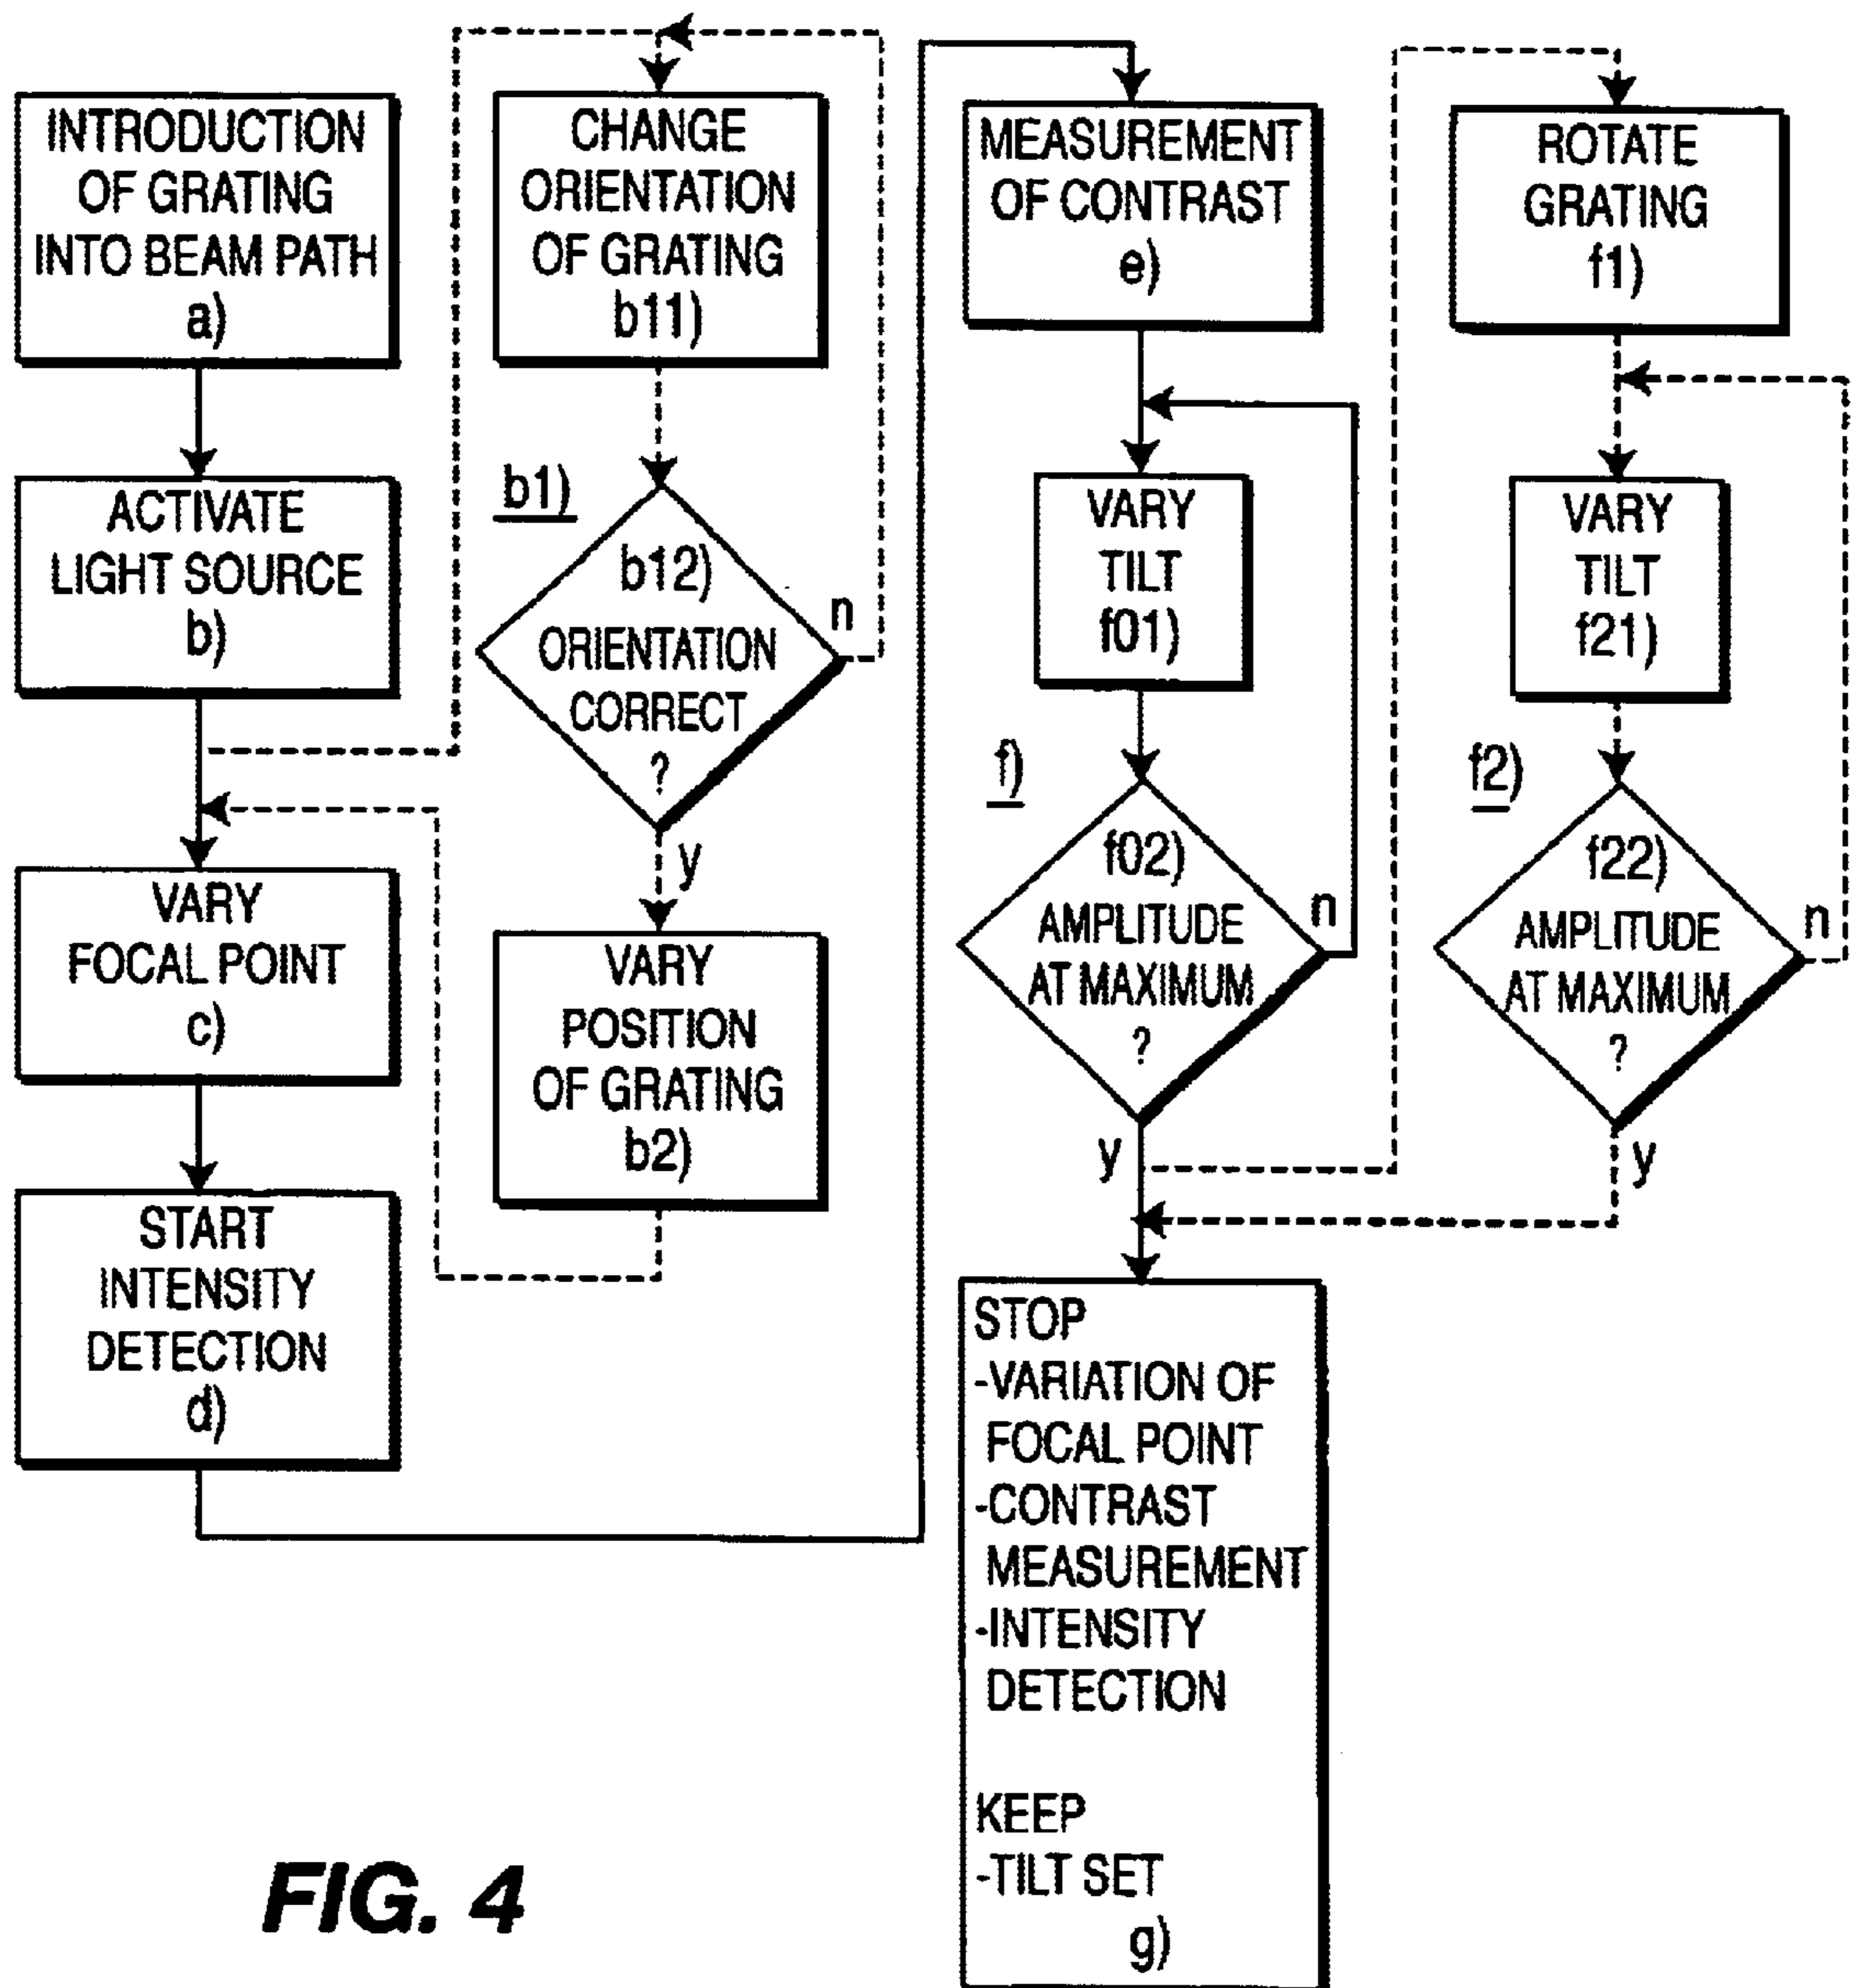 INTRODUCTION
OF GRATING
INTO BEAM PATH
a)
ACTIVATE
LIGHT SOURCE
b)
VARY
FOCAL POINT
c)
START
INTENSITY
DETECTION
d)
CHANGE
ORIENTATION
OF GRATING
b11)
b1)
b12)
ORIENTATION
CORRECT
?
n
y
VARY
POSITION
OF GRATING
b2)
MEASUREMENT
OF CONTRAST
e)
VARY
TILT
f01)
f)
f02)
AMPLITUDE
AT MAXIMUM
?
n
y
STOP
-VARIATION OF
FOCAL POINT
-CONTRAST
MEASUREMENT
-INTENSITY
DETECTION
KEEP
-TILT SET
g)
ROTATE
GRATING
f1)
VARY
TILT
f21)
f2)
f22)
AMPLITUDE
AT MAXIMUM
?
n
y
FIG. 4